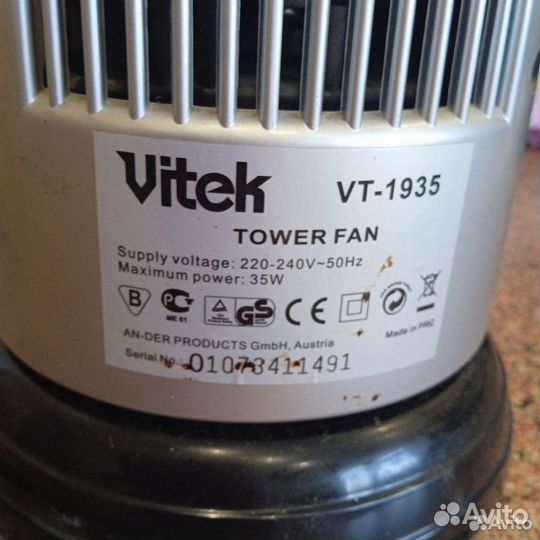 Vitek VT-1935
TOWER FAN
Supply voltage: 220-240V~50Hz
Maximum power: 35W
B ME 61 GS CE
AN-DER PRODUCTS GmbH, Austria
Made in PRC
Serial No.: 01073411491
Avito
Avito